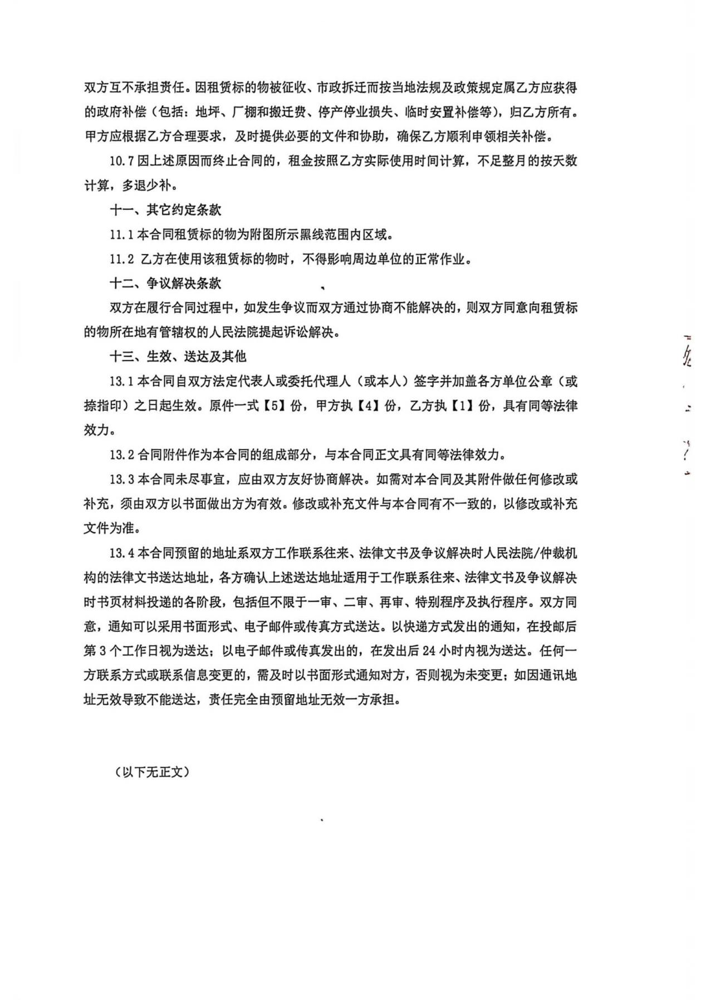 双方互不承担责任。因租赁标的物被征收、市政拆迁而按当地法规及政策规定属乙方应获得
的政府补偿（包括：地坪、厂棚和搬迁费、停产停业损失、临时安置补偿等），归乙方所有。
甲方应根据乙方合理要求，及时提供必要的文件和协助，确保乙方顺利申领相关补偿。
10.7 因上述原因而终止合同的，租金按照乙方实际使用时间计算，不足整月的按天数
计算，多退少补。
十一、其它约定条款
11.1 本合同租赁标的物为附图所示黑线范围内区域。
11.2 乙方在使用该租赁标的物时，不得影响周边单位的正常作业。
十二、争议解决条款
双方在履行合同过程中，如发生争议而双方通过协商不能解决的，则双方同意向租赁标
的物所在地有管辖权的人民法院提起诉讼解决。
十三、生效、送达及其他
13.1 本合同自双方法定代表人或委托代理人（或本人）签字并加盖各方单位公章（或
捺指印）之日起生效。原件一式【5】份，甲方执【4】份，乙方执【1】份，具有同等法律
效力。
13.2 合同附件作为本合同的组成部分，与本合同正文具有同等法律效力。
13.3 本合同未尽事宜，应由双方友好协商解决。如需对本合同及其附件做任何修改或
补充，须由双方以书面做出方为有效。修改或补充文件与本合同有不一致的，以修改或补充
文件为准。
13.4 本合同预留的地址系双方工作联系往来、法律文书及争议解决时人民法院/仲裁机
构的法律文书送达地址，各方确认上述送达地址适用于工作联系往来、法律文书及争议解决
时书页材料投递的各阶段，包括但不限于一审、二审、再审、特别程序及执行程序。双方同
意，通知可以采用书面形式、电子邮件或传真方式送达。以快递方式发出的通知，在投邮后
第 3 个工作日视为送达；以电子邮件或传真发出的，在发出后 24 小时内视为送达。任何一
方联系方式或联系信息变更的，需及时以书面形式通知对方，否则视为未变更；如因通讯地
址无效导致不能送达，责任完全由预留地址无效一方承担。
（以下无正文）